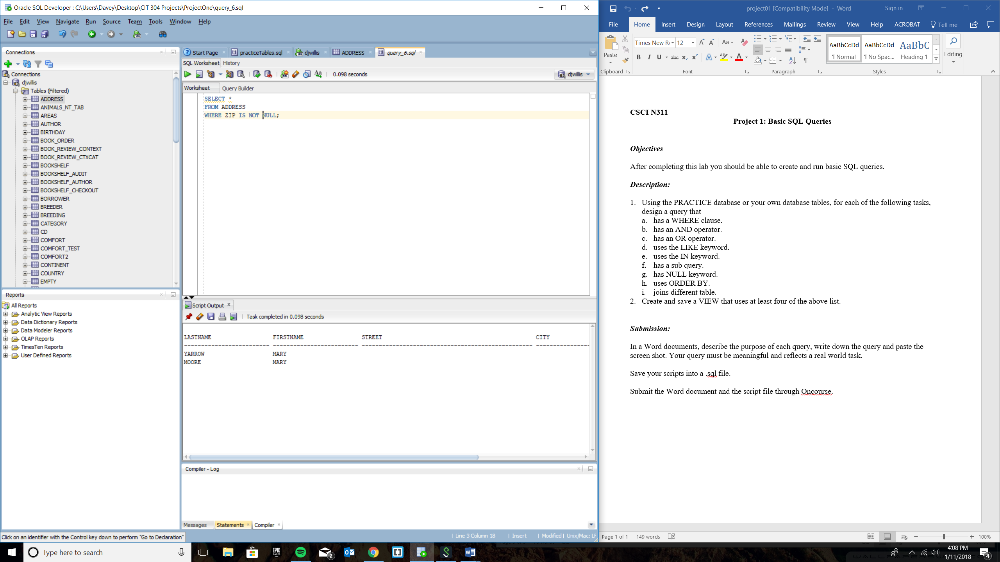 Oracle SQL Developer : C:\Users\Davey\Desktop\CIT 304 Projects\ProjectOne\query_6.sql
File Edit View Navigate Run Source Team Tools Window Help
Connections
Connections
djwillis
Tables (Filtered)
ADDRESS
ANIMALS_NT_TAB
AREAS
AUTHOR
BIRTHDAY
BOOK_ORDER
BOOK_REVIEW_CONTEXT
BOOK_REVIEW_CTXCAT
BOOKSHELF
BOOKSHELF_AUDIT
BOOKSHELF_AUTHOR
BOOKSHELF_CHECKOUT
BORROWER
BREEDER
BREEDING
CATEGORY
CD
COMFORT
COMFORT_TEST
COMFORT2
CONTINENT
COUNTRY
EMPTY
Reports
All Reports
Analytic View Reports
Data Dictionary Reports
Data Modeler Reports
OLAP Reports
TimesTen Reports
User Defined Reports
Start Page practiceTables.sql djwillis ADDRESS query_6.sql
SQL Worksheet History
0.098 seconds djwillis
Worksheet Query Builder
SELECT *
FROM ADDRESS
WHERE ZIP IS NOT NULL;
Script Output
Task completed in 0.098 seconds
LASTNAME FIRSTNAME STREET CITY
------------------------- ------------------------- -------------------------------------------------- ----------------
YARROW MARY
MOORE MARY
Compiler - Log
Messages Statements Compiler
Click on an identifier with the Control key down to perform "Go to Declaration"
| Line 3 Column 18 | Insert | Modified | Unix/Mac: LF
project01 [Compatibility Mode] - Word Sign in
File Home Insert Design Layout References Mailings Review View Help ACROBAT Tell me
Paste
Times New R 12
Aa
B I U abc X₂ X² A ab A
AaBbCcDd AaBbCcDd AaBbC
¶ Normal ¶ No Spac... Heading 1
Editing
Clipboard Font Paragraph Styles
CSCI N311
Project 1: Basic SQL Queries
Objectives
After completing this lab you should be able to create and run basic SQL queries.
Description:
1. Using the PRACTICE database or your own database tables, for each of the following tasks,
design a query that
a. has a WHERE clause.
b. has an AND operator.
c. has an OR operator.
d. uses the LIKE keyword.
e. uses the IN keyword.
f. has a sub query.
g. has NULL keyword.
h. uses ORDER BY.
i. joins different table.
2. Create and save a VIEW that uses at least four of the above list.
Submission:
In a Word documents, describe the purpose of each query, write down the query and paste the
screen shot. Your query must be meaningful and reflects a real world task.
Save your scripts into a .sql file.
Submit the Word document and the script file through Oncourse.
Page 1 of 1 149 words 100%
Type here to search
EPIC GAMES
2
4:08 PM
1/11/2018
4